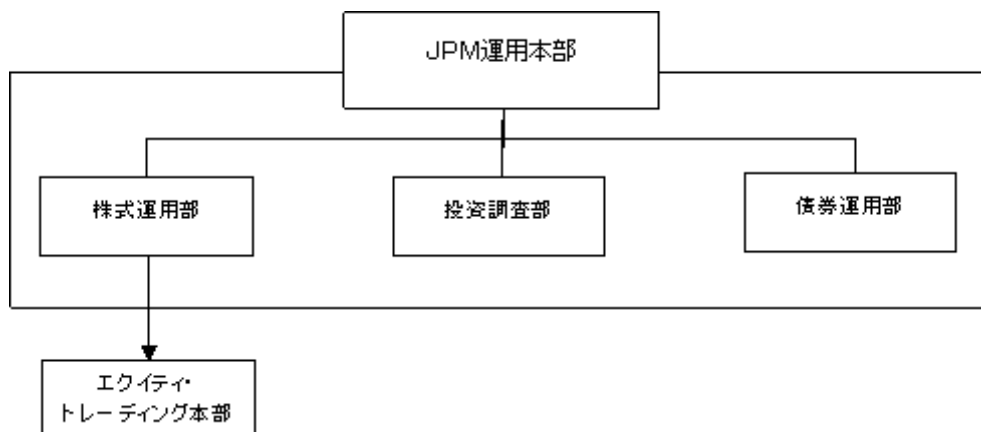 JPM運用本部
株式運用部
投資調査部
債券運用部
エクイティ・
トレーディング本部